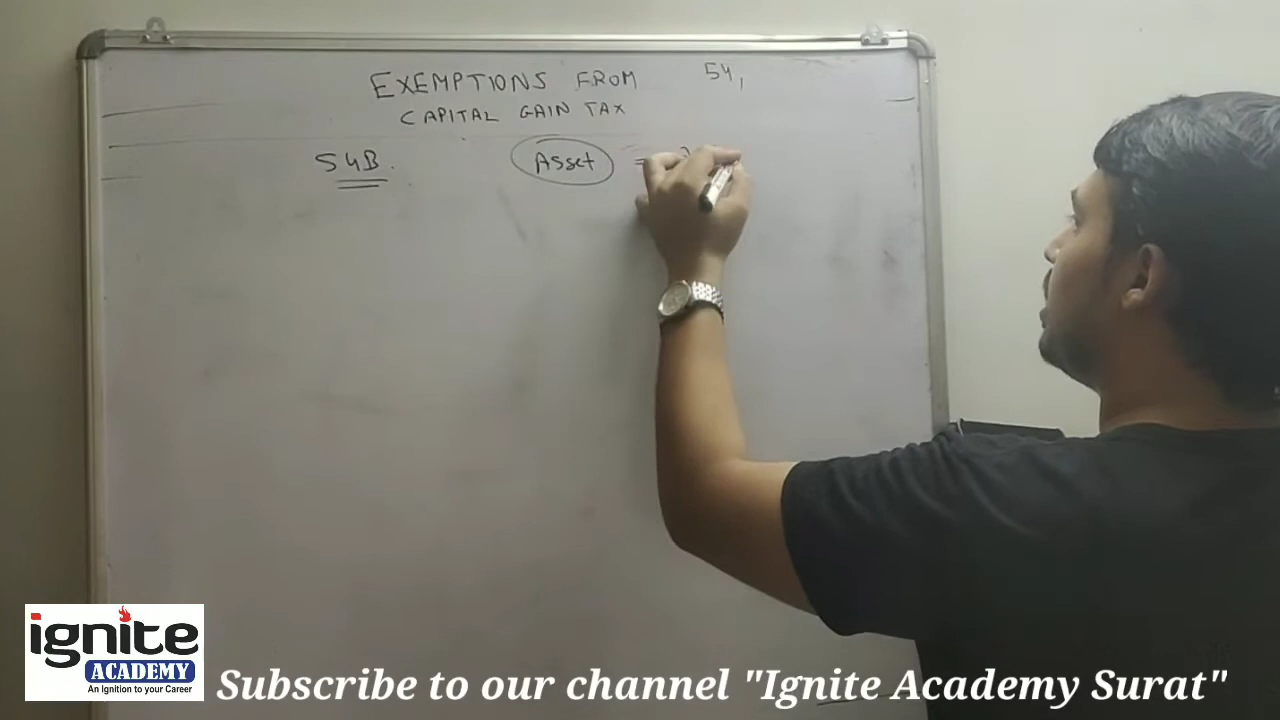 EXEMPTIONS FROM 54,
CAPITAL GAIN TAX
54B. Asset =
ignite
ACADEMY
An Ignition to your Career
Subscribe to our channel "Ignite Academy Surat"